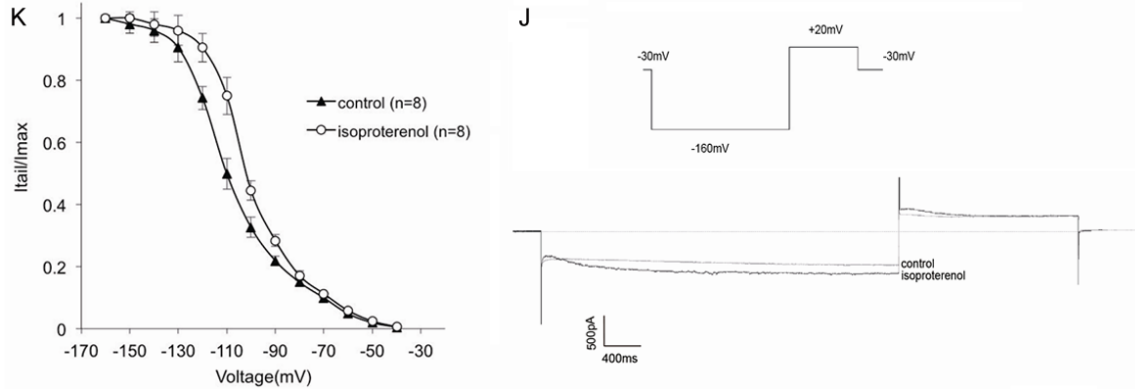 K
Itail/Imax
1
0.8
0.6
0.4
0.2
0
-170 -150 -130 -110 -90 -70 -50 -30
Voltage(mV)
control (n=8)
isoproterenol (n=8)
J
+20mV
-30mV -30mV
-160mV
control
isoproterenol
500pA
400ms